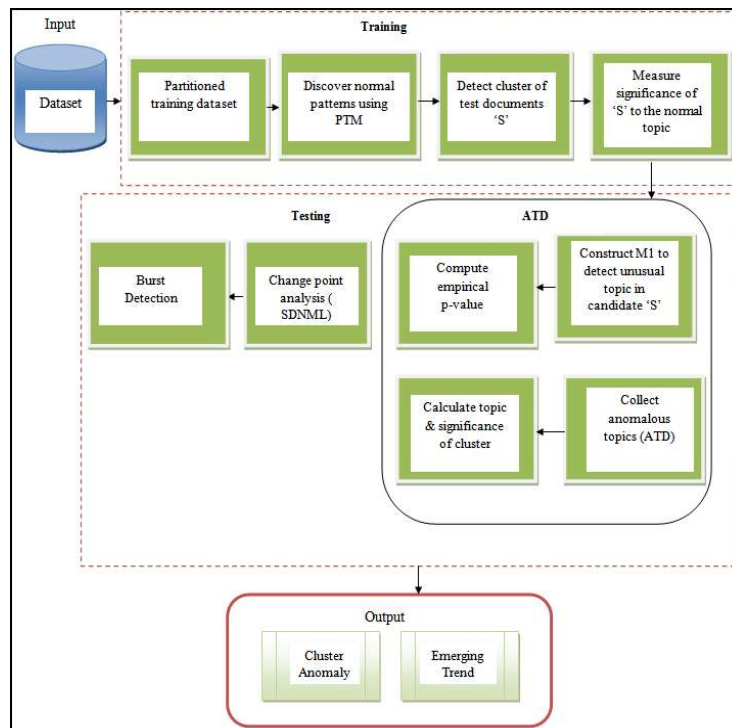 Input
Training
Dataset
Partitioned
training dataset
Discover normal
patterns using
PTM
Detect cluster of
test documents
‘S’
Measure
significance of
‘S’ to the normal
topic
Testing
ATD
Burst
Detection
Change point
analysis (
SDNML)
Compute
empirical
p-value
Construct M1 to
detect unusual
topic in
candidate ‘S’
Calculate topic
& significance
of cluster
Collect
anomalous
topics (ATD)
Output
Cluster
Anomaly
Emerging
Trend